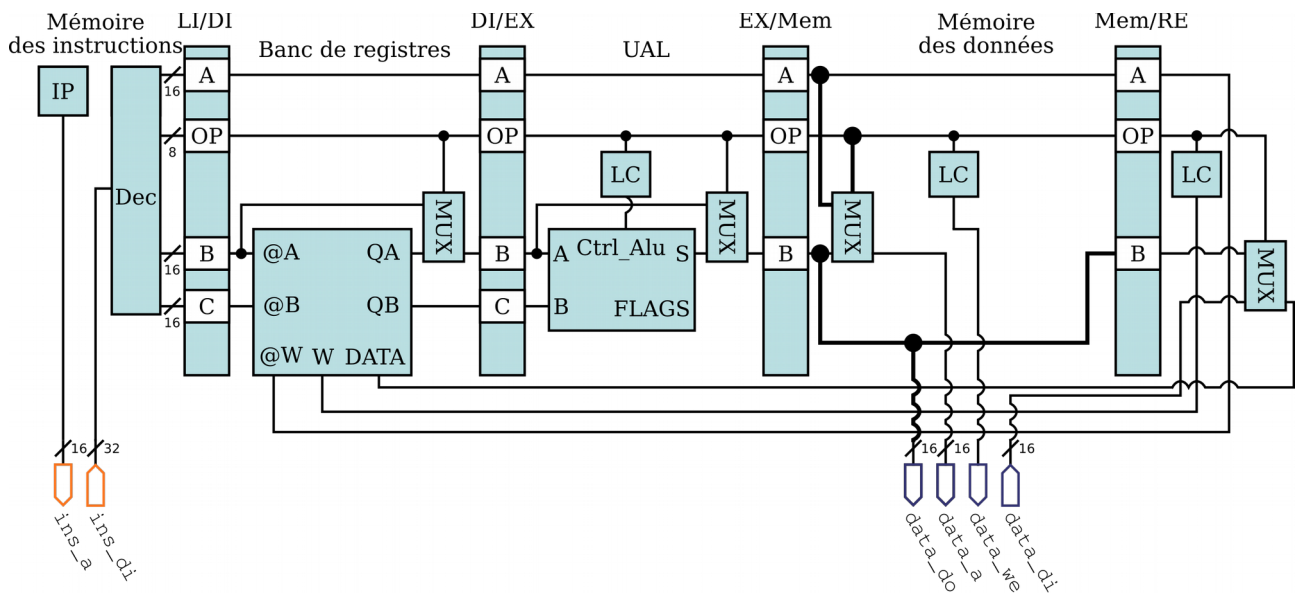 Mémoire
des instructions
LI/DI
Banc de registres
DI/EX
UAL
EX/Mem
Mémoire
des données
Mem/RE
IP
Dec
16
8
16
16
A
OP
B
C
@A
QA
@B
QB
@W
W
DATA
MUX
A
OP
B
C
LC
Ctrl_Alu
A
S
B
FLAGS
MUX
A
OP
B
MUX
LC
A
OP
B
LC
MUX
16
32
16
16
16
ins_a
ins_di
data_do
data_a
data_we
data_di